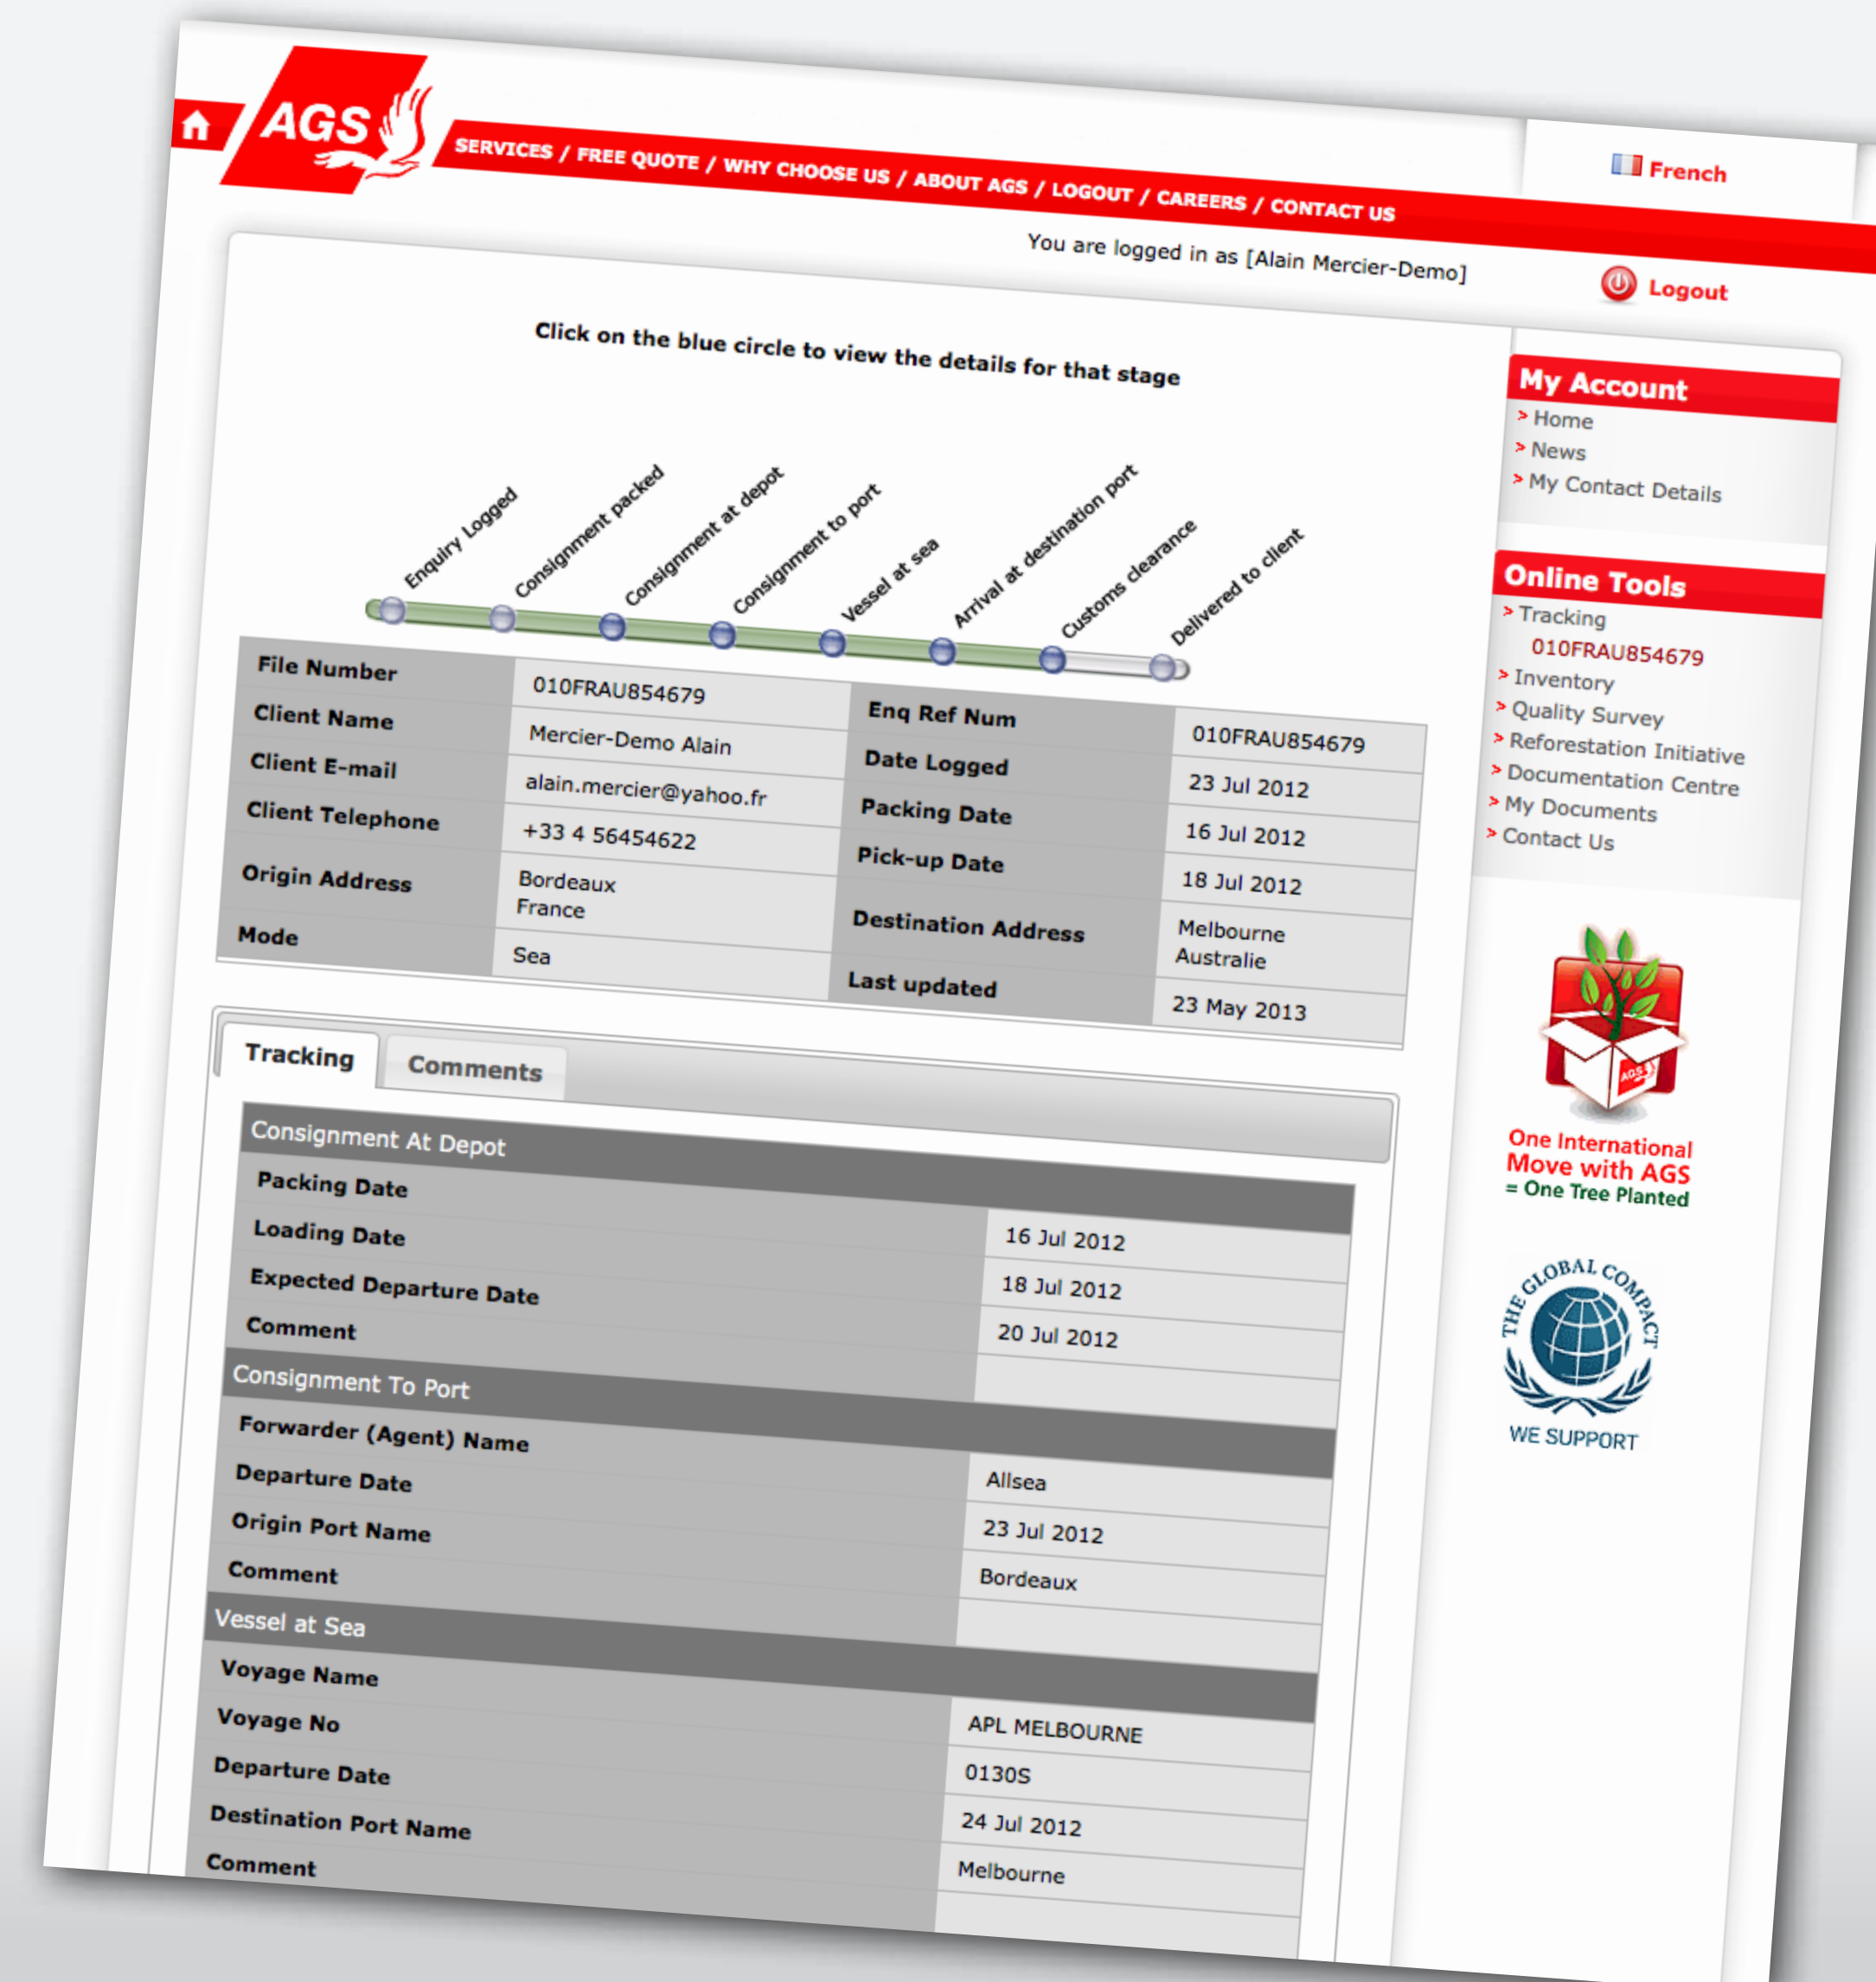 AGS
SERVICES / FREE QUOTE / WHY CHOOSE US / ABOUT AGS / LOGOUT / CAREERS / CONTACT US
French
You are logged in as [Alain Mercier-Demo]
Logout
Click on the blue circle to view the details for that stage
Enquiry Logged
Consignment packed
Consignment at depot
Consignment to port
Vessel at sea
Arrival at destination port
Customs clearance
Delivered to client
File Number 010FRAU854679 Enq Ref Num 010FRAU854679
Client Name Mercier-Demo Alain Date Logged 23 Jul 2012
Client E-mail alain.mercier@yahoo.fr Packing Date 16 Jul 2012
Client Telephone +33 4 56454622 Pick-up Date 18 Jul 2012
Origin Address Bordeaux Destination Address Melbourne
France Australie
Mode Sea Last updated 23 May 2013
Tracking Comments
Consignment At Depot
Packing Date 16 Jul 2012
Loading Date 18 Jul 2012
Expected Departure Date 20 Jul 2012
Comment
Consignment To Port
Forwarder (Agent) Name Allsea
Departure Date 23 Jul 2012
Origin Port Name Bordeaux
Comment
Vessel at Sea
Voyage Name APL MELBOURNE
Voyage No 0130S
Departure Date 24 Jul 2012
Destination Port Name Melbourne
Comment
My Account
> Home
> News
> My Contact Details
Online Tools
> Tracking
010FRAU854679
> Inventory
> Quality Survey
> Reforestation Initiative
> Documentation Centre
> My Documents
> Contact Us
AGS
One International
Move with AGS
= One Tree Planted
THE GLOBAL COMPACT
WE SUPPORT